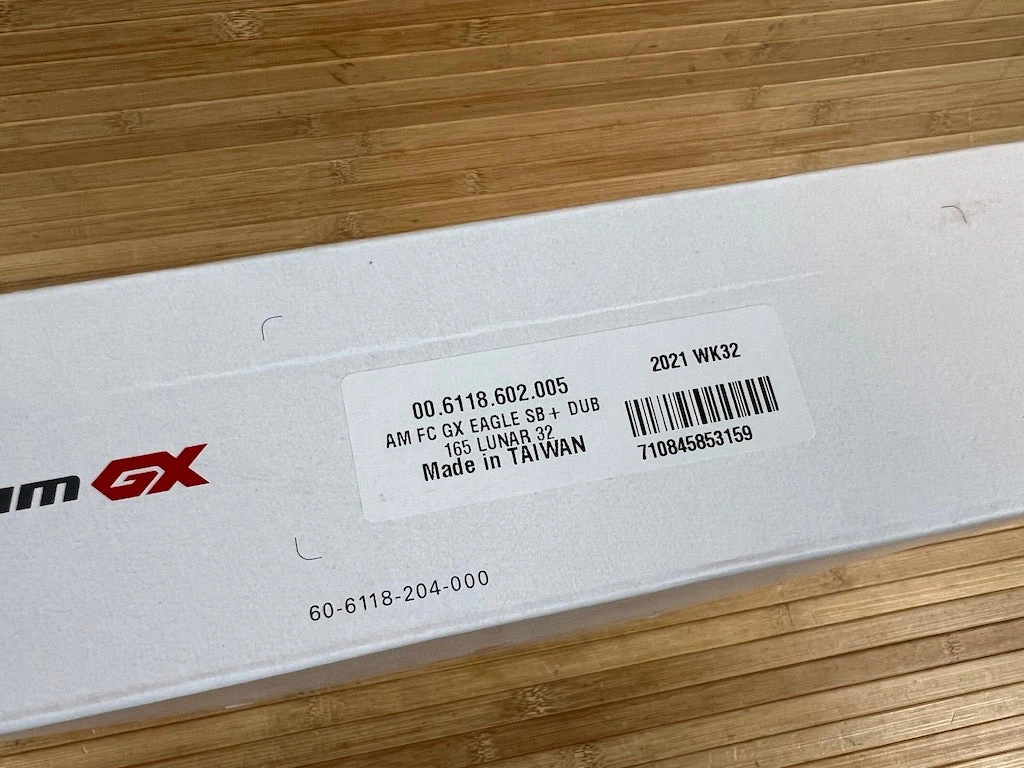 GX
00.6118.602.005
AM FC GX EAGLE SB+ DUB
165 LUNAR 32
Made in TAIWAN
2021 WK32
710845853159
60-6118-204-000